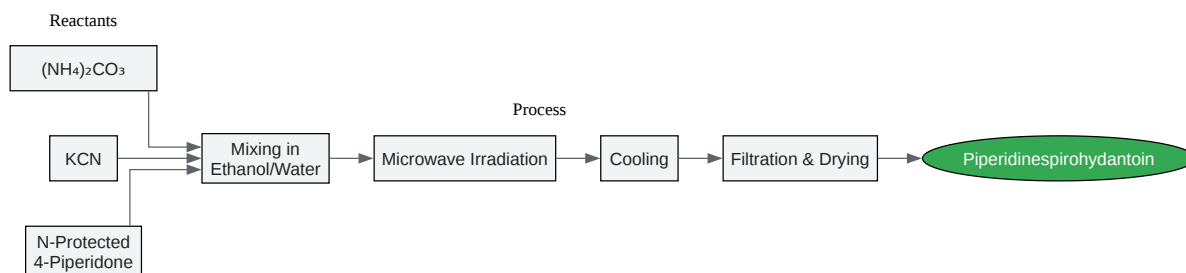 Reactants
(NH₄)₂CO₃
Process
KCN
Mixing in
Ethanol/Water
Microwave Irradiation
Cooling
Filtration & Drying
Piperidinespirohydantoin
N-Protected
4-Piperidone